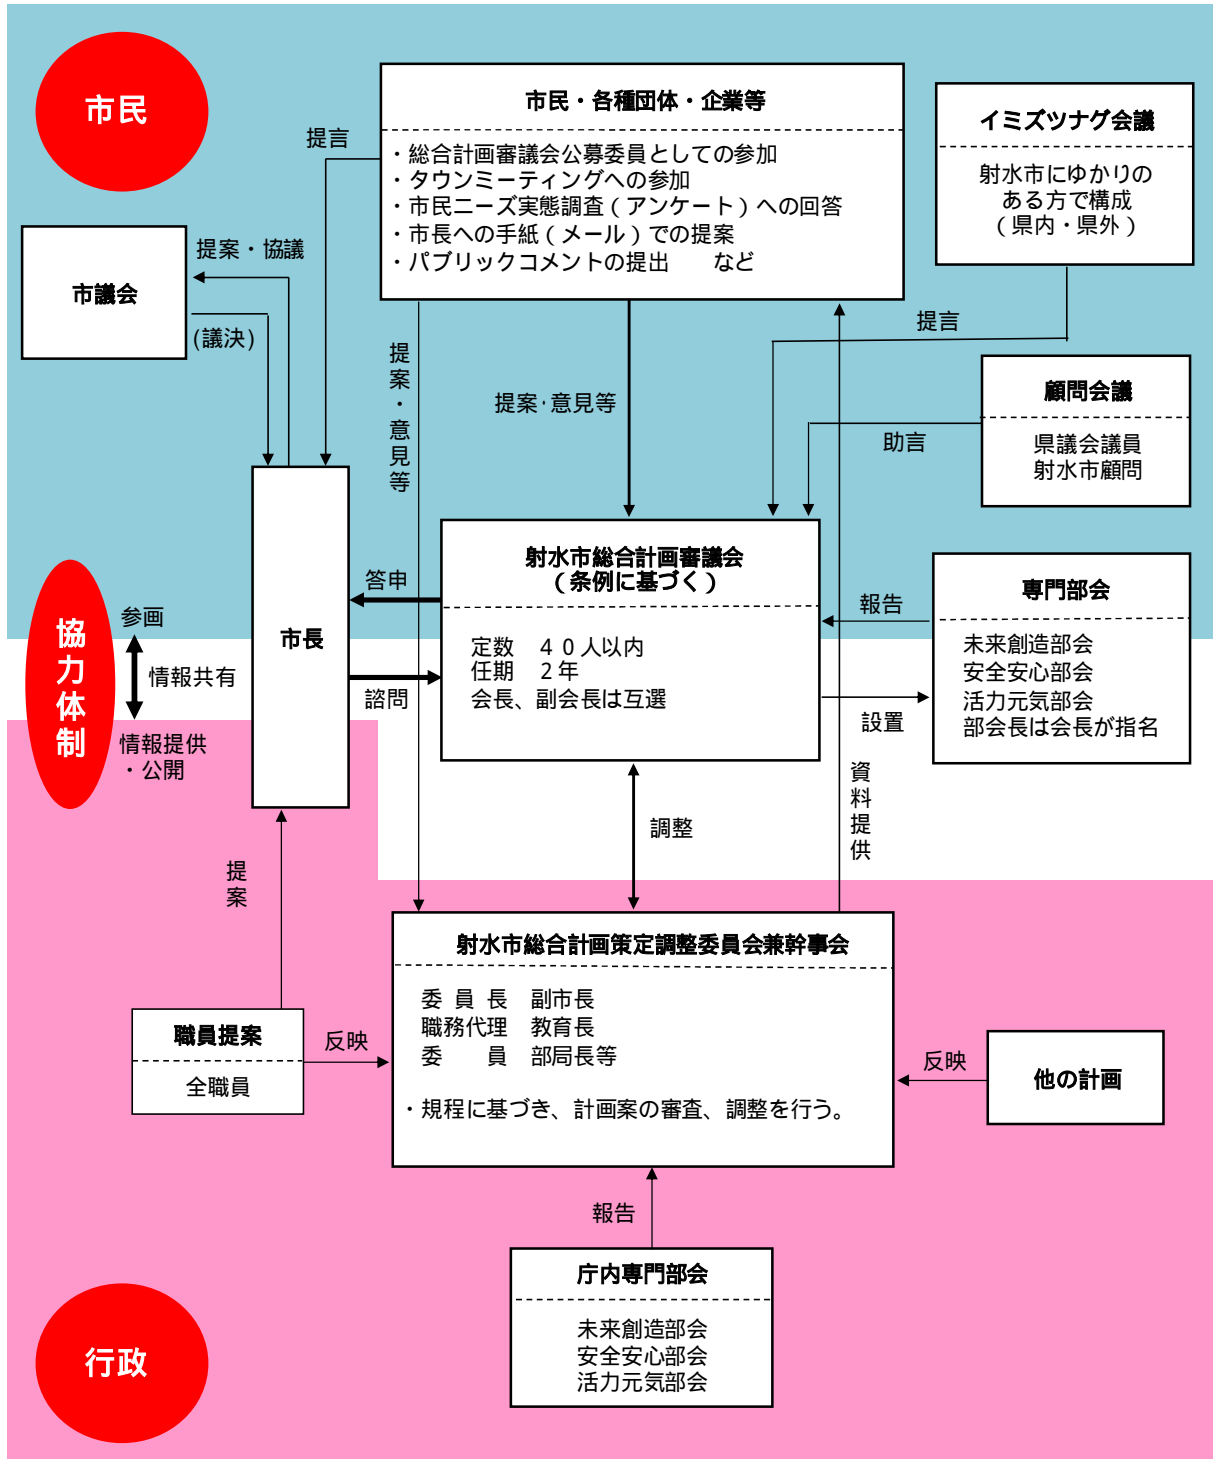 市民
市民・各種団体・企業等
・総合計画審議会公募委員としての参加
・タウンミーティングへの参加
・市民ニーズ実態調査（アンケート）への回答
・市長への手紙（メール）での提案
・パブリックコメントの提出　　など
イミズツナグ会議
射水市にゆかりの
ある方で構成
（県内・県外）
提言
提案・協議
市議会
(議決)
提案・意見等
提案・意見等
提言
顧問会議
県議会議員
射水市顧問
助言
射水市総合計画審議会
（条例に基づく）
定数　４０人以内
任期　２年
会長、副会長は互選
答申
諮問
市長
報告
設置
専門部会
未来創造部会
安全安心部会
活力元気部会
部会長は会長が指名
協力体制
参画
情報共有
情報提供
・公開
調整
資料提供
提案
射水市総合計画策定調整委員会兼幹事会
委員長　副市長
職務代理　教育長
委　　員　部局長等
・規程に基づき、計画案の審査、調整を行う。
職員提案
全職員
反映
反映
他の計画
報告
庁内専門部会
未来創造部会
安全安心部会
活力元気部会
行政